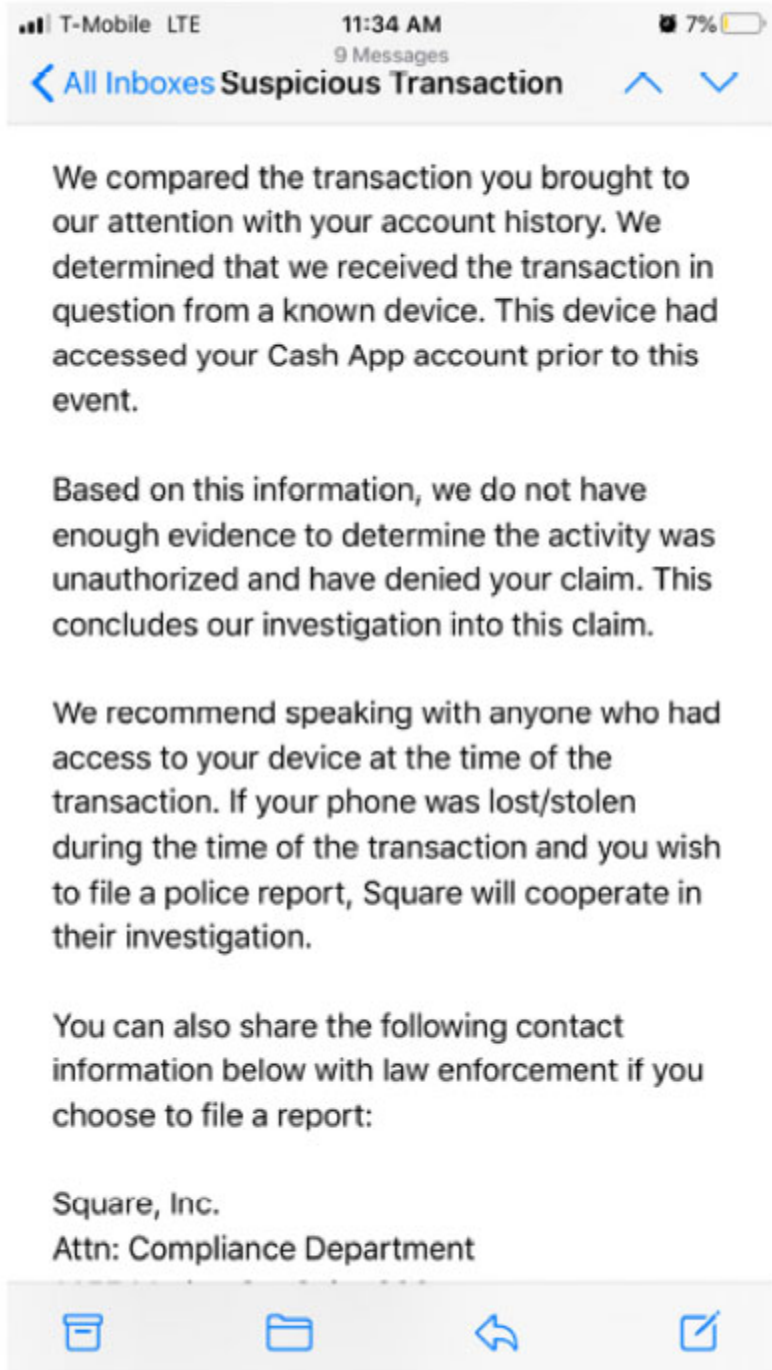 T-Mobile LTE 11:34 AM 7%
9 Messages
All Inboxes Suspicious Transaction
We compared the transaction you brought to
our attention with your account history. We
determined that we received the transaction in
question from a known device. This device had
accessed your Cash App account prior to this
event.
Based on this information, we do not have
enough evidence to determine the activity was
unauthorized and have denied your claim. This
concludes our investigation into this claim.
We recommend speaking with anyone who had
access to your device at the time of the
transaction. If your phone was lost/stolen
during the time of the transaction and you wish
to file a police report, Square will cooperate in
their investigation.
You can also share the following contact
information below with law enforcement if you
choose to file a report:
Square, Inc.
Attn: Compliance Department